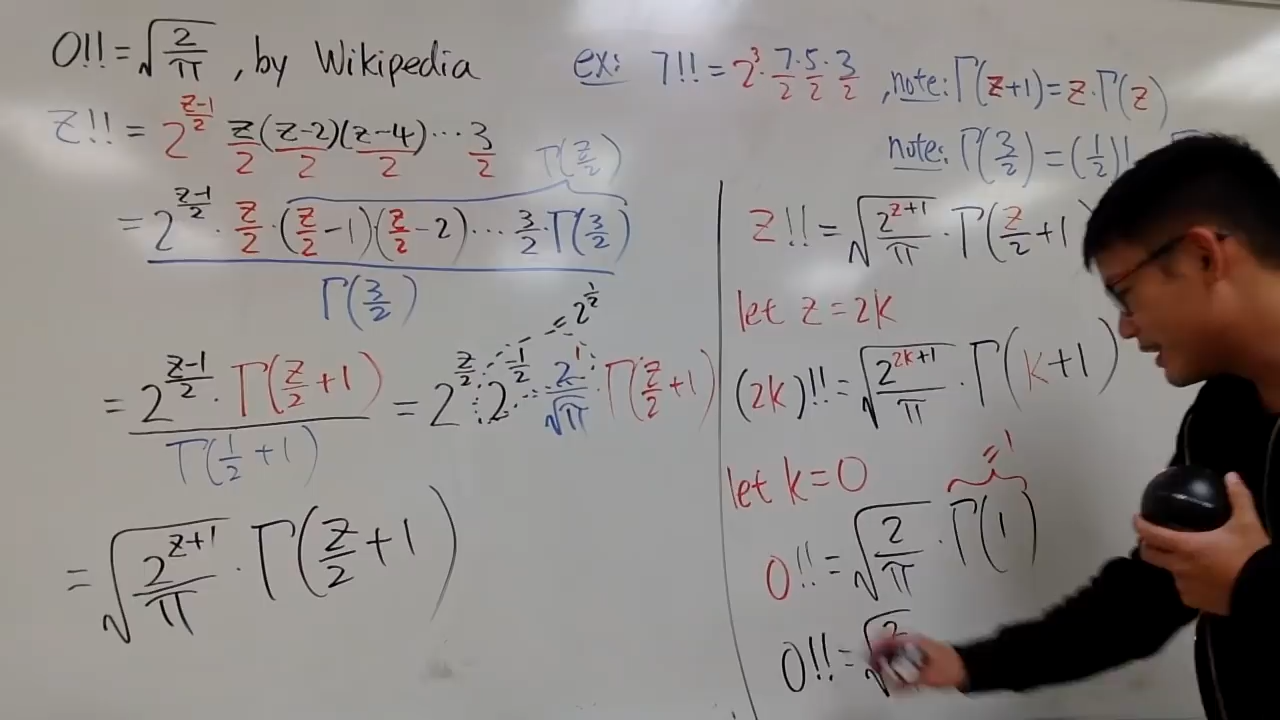 0!! = √(2/π) , by Wikipedia
z!! = 2^((z-1)/2) z/2 (z-2)/2 (z-4)/2 ⋯ 3/2
Γ(z/2)
= 2^((z-1)/2) · z/2 · (z/2 - 1)(z/2 - 2) ⋯ 3/2 · Γ(3/2)
Γ(3/2)
= 2^((z-1)/2) · Γ(z/2 + 1) / Γ(1/2 + 1) = 2^(z/2) · 2^(-1/2) · 2^1/√π · Γ(z/2 + 1)
= 2^(1/2)
= √(2^(z+1)/π) · Γ(z/2 + 1)
ex: 7!! = 2^3 · 7/2 · 5/2 · 3/2 , note: Γ(z+1) = z · Γ(z)
note: Γ(3/2) = (1/2)!
z!! = √(2^(z+1)/π) · Γ(z/2 + 1
let z = 2k
(2k)!! = √(2^(2k+1)/π) · Γ(k+1)
let k = 0
= 1
0!! = √(2/π) · Γ(1)
0!! = √2